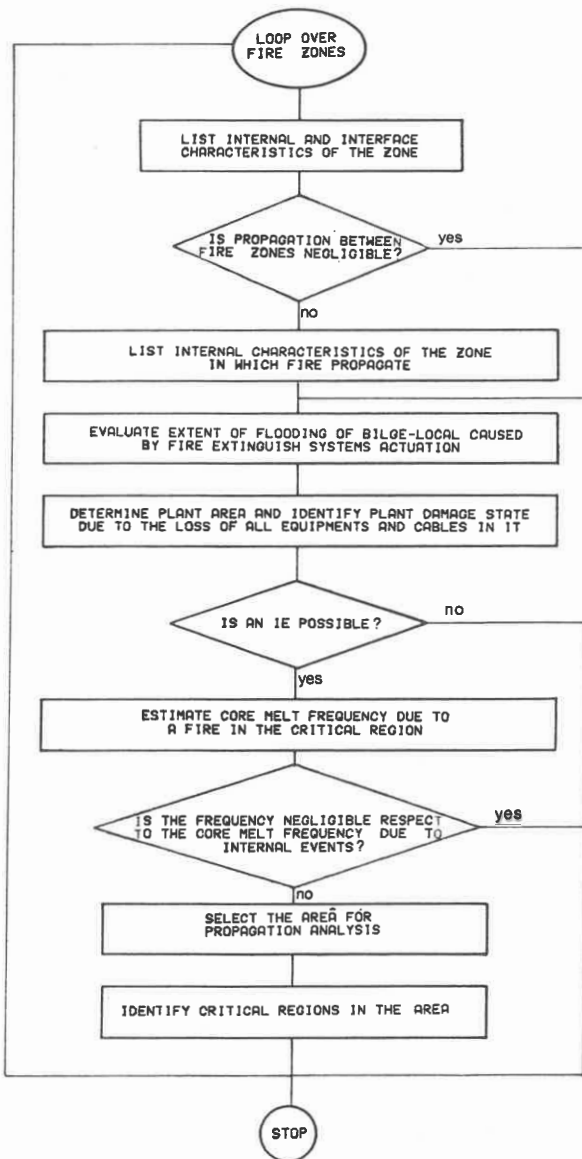 LOOP OVER
FIRE ZONES
LIST INTERNAL AND INTERFACE
CHARACTERISTICS OF THE ZONE
IS PROPAGATION BETWEEN
FIRE ZONES NEGLIGIBLE?
yes
no
LIST INTERNAL CHARACTERISTICS OF THE ZONE
IN WHICH FIRE PROPAGATE
EVALUATE EXTENT OF FLOODING OF BILGE-LOCAL CAUSED
BY FIRE EXTINGUISH SYSTEMS ACTUATION
DETERMINE PLANT AREA AND IDENTIFY PLANT DAMAGE STATE
DUE TO THE LOSS OF ALL EQUIPMENTS AND CABLES IN IT
IS AN IE POSSIBLE?
no
yes
ESTIMATE CORE MELT FREQUENCY DUE TO
A FIRE IN THE CRITICAL REGION
IS THE FREQUENCY NEGLIGIBLE RESPECT
TO THE CORE MELT FREQUENCY DUE TO
INTERNAL EVENTS?
yes
no
SELECT THE AREA FOR
PROPAGATION ANALYSIS
IDENTIFY CRITICAL REGIONS IN THE AREA
STOP